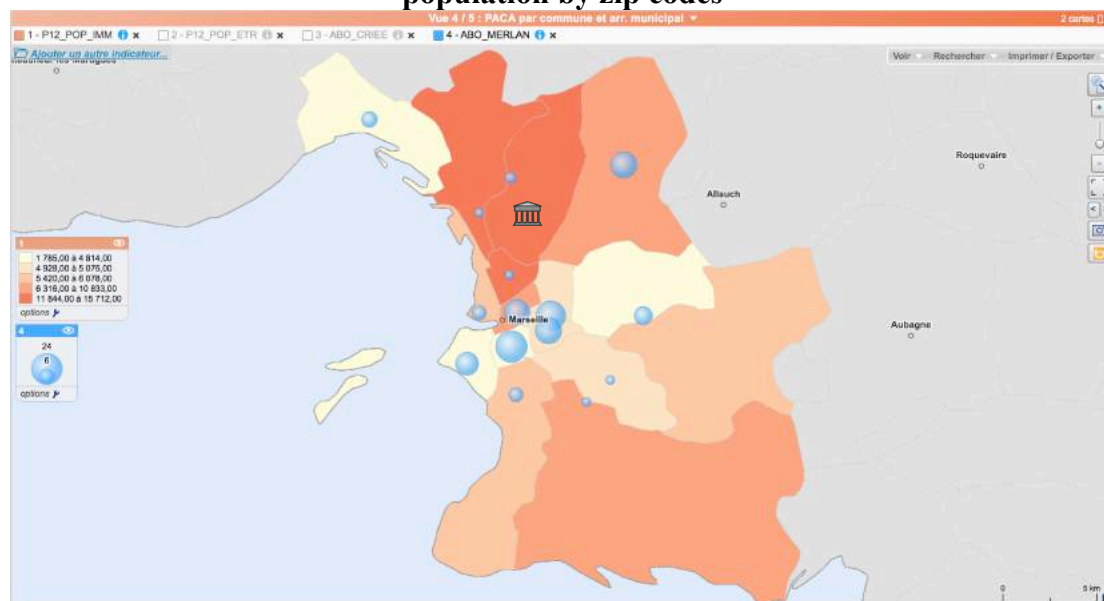 population by zip codes
Vue 4 / 5 : PACA par commune et arr. municipal
2 cartes
1 - P12_POP_IMM
2 - P12_POP_ETR
3 - ABO_CRIEE
4 - ABO_MERLAN
Ajouter un autre indicateur...
Voir
Rechercher
Imprimer / Exporter
Roquevaire
Allauch
Marseille
Aubagne
1
1 785,00 à 4 814,00
4 929,00 à 5 075,00
5 420,00 à 6 078,00
6 316,00 à 10 833,00
11 844,00 à 15 712,00
options
4
24
6
options
0
5 km